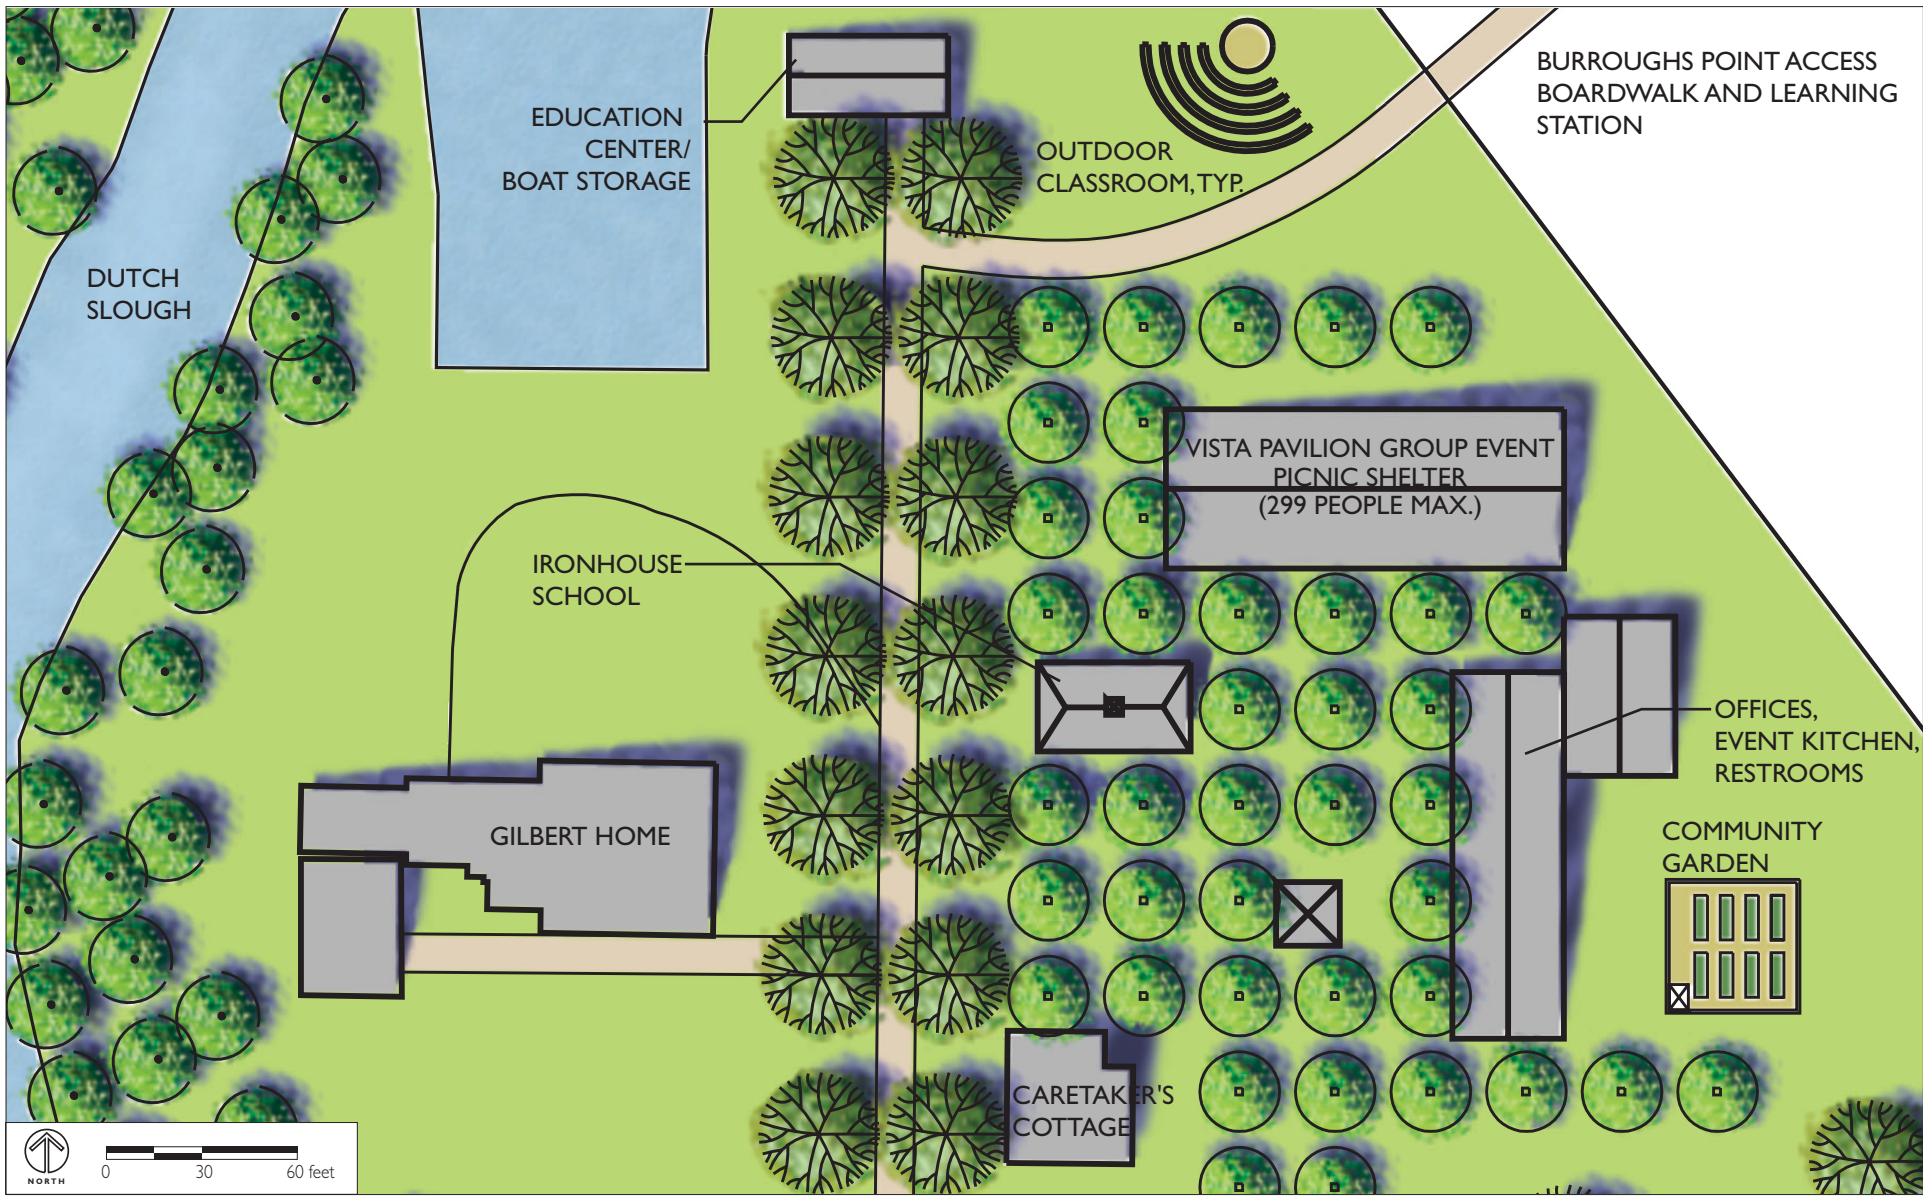 BURROUGHS POINT ACCESS
BOARDWALK AND LEARNING
STATION
EDUCATION
CENTER/
BOAT STORAGE
OUTDOOR
CLASSROOM, TYP.
DUTCH
SLOUGH
VISTA PAVILION GROUP EVENT
PICNIC SHELTER
(299 PEOPLE MAX.)
IRONHOUSE
SCHOOL
OFFICES,
EVENT KITCHEN,
RESTROOMS
GILBERT HOME
COMMUNITY
GARDEN
CARETAKER'S
COTTAGE
NORTH
0 30 60 feet